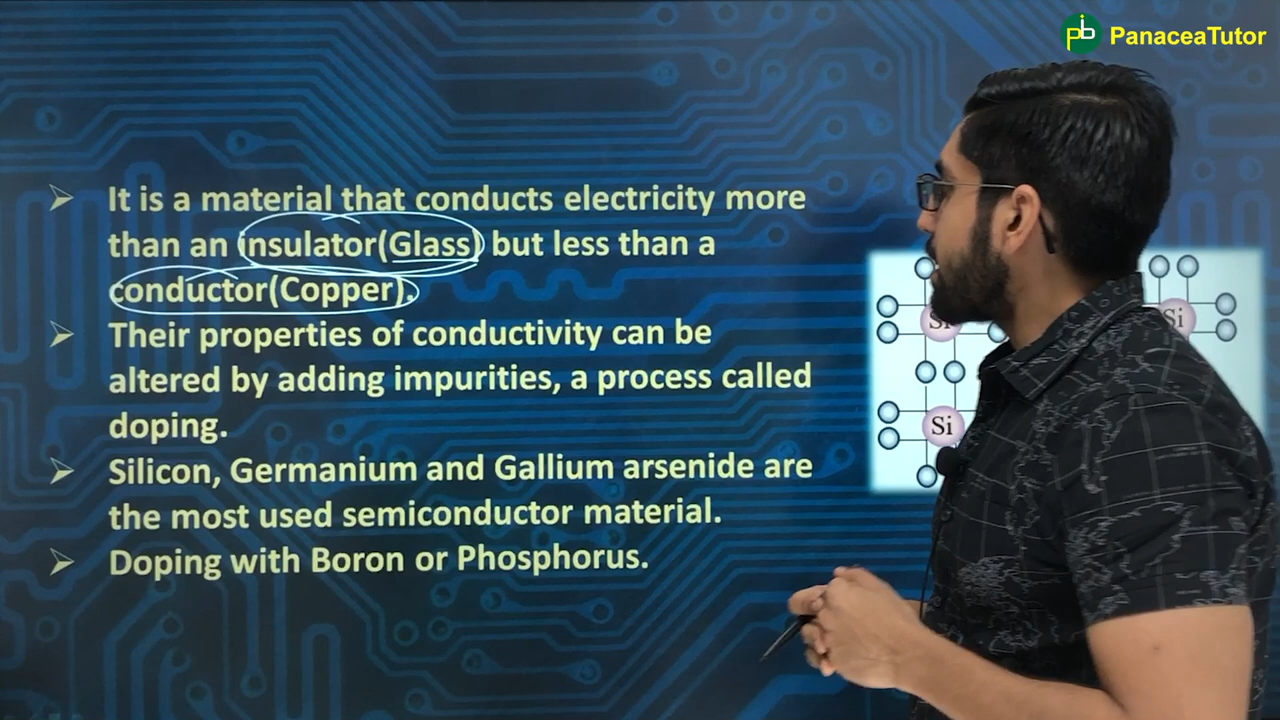 PanaceaTutor
It is a material that conducts electricity more
than an insulator(Glass) but less than a
conductor(Copper).
Their properties of conductivity can be
altered by adding impurities, a process called
doping.
Silicon, Germanium and Gallium arsenide are
the most used semiconductor material.
Doping with Boron or Phosphorus.
Si
Si
Si